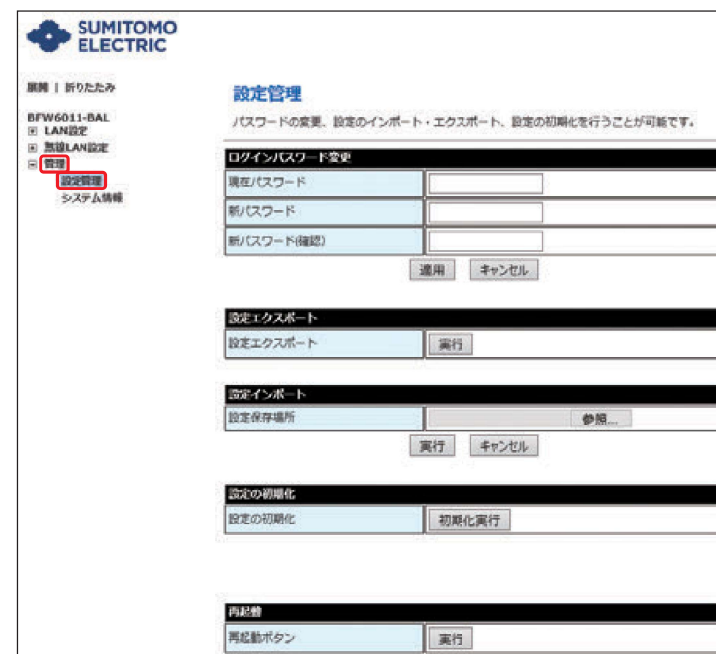 SUMITOMO
ELECTRIC
展開 | 折りたたみ
BFW6011-BAL
LAN設定
無線LAN設定
管理
設定管理
システム情報
設定管理
パスワードの変更、設定のインポート・エクスポート、設定の初期化を行うことが可能です。
ログインパスワード変更
現在パスワード
新パスワード
新パスワード(確認)
適用 キャンセル
設定エクスポート
設定エクスポート 実行
設定インポート
設定保存場所 参照...
実行 キャンセル
設定の初期化
設定の初期化 初期化実行
再起動
再起動ボタン 実行